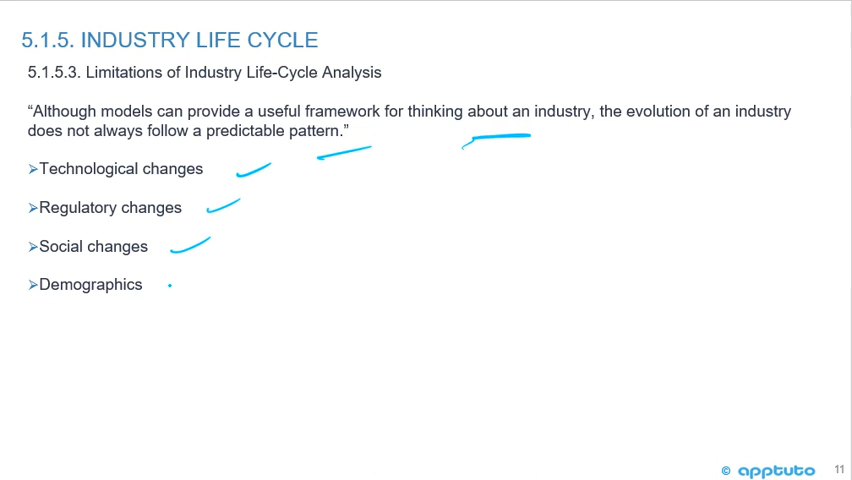 5.1.5. INDUSTRY LIFE CYCLE
5.1.5.3. Limitations of Industry Life-Cycle Analysis
“Although models can provide a useful framework for thinking about an industry, the evolution of an industry
does not always follow a predictable pattern.”
➢Technological changes
➢Regulatory changes
➢Social changes
➢Demographics
© apptuto 11